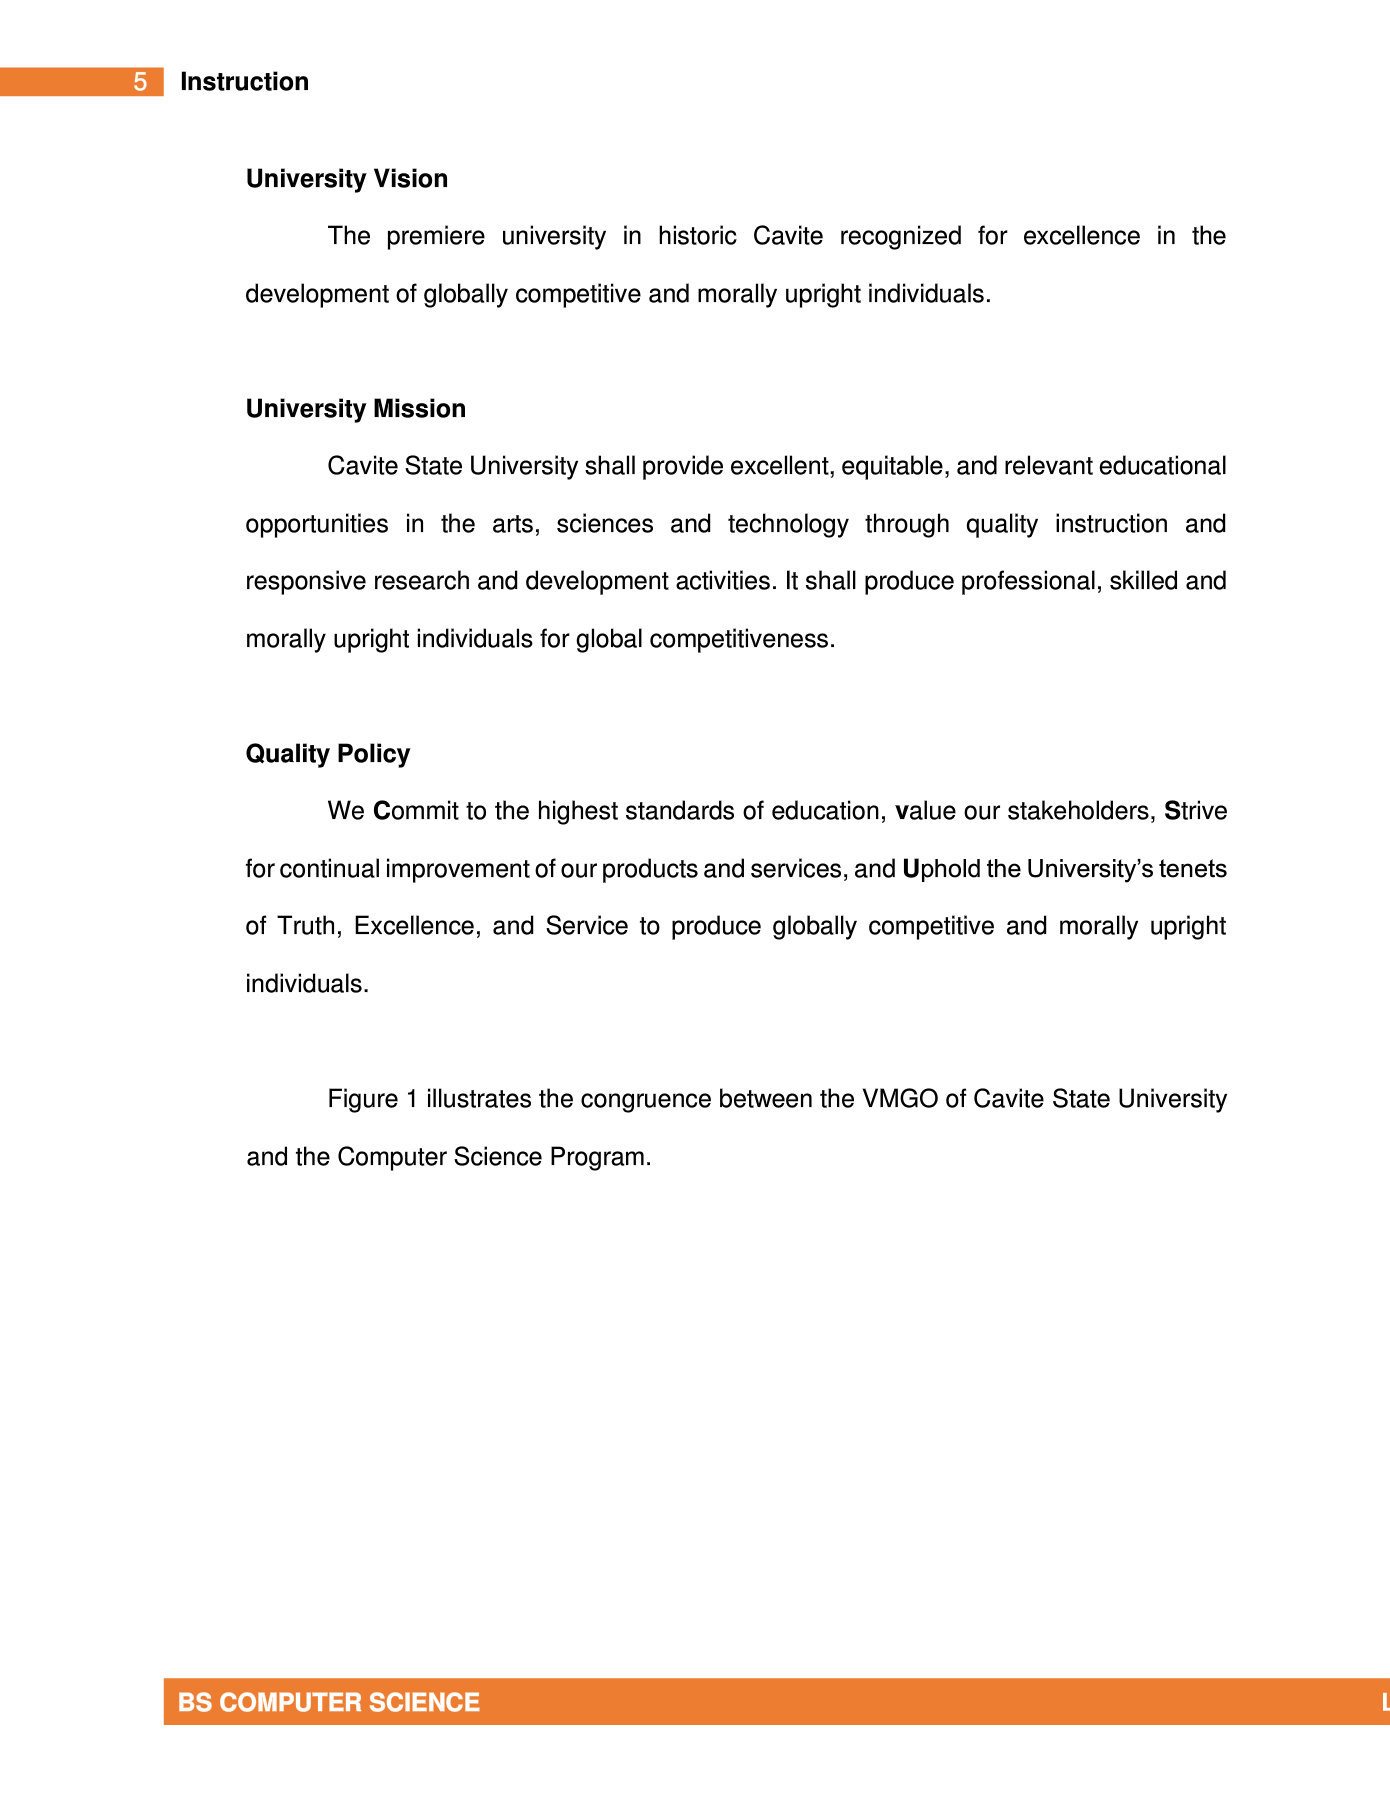 5 Instruction
University Vision
The premiere university in historic Cavite recognized for excellence in the
development of globally competitive and morally upright individuals.
University Mission
Cavite State University shall provide excellent, equitable, and relevant educational
opportunities in the arts, sciences and technology through quality instruction and
responsive research and development activities. It shall produce professional, skilled and
morally upright individuals for global competitiveness.
Quality Policy
We Commit to the highest standards of education, value our stakeholders, Strive
for continual improvement of our products and services, and Uphold the University’s tenets
of Truth, Excellence, and Service to produce globally competitive and morally upright
individuals.
Figure 1 illustrates the congruence between the VMGO of Cavite State University
and the Computer Science Program.
BS COMPUTER SCIENCE